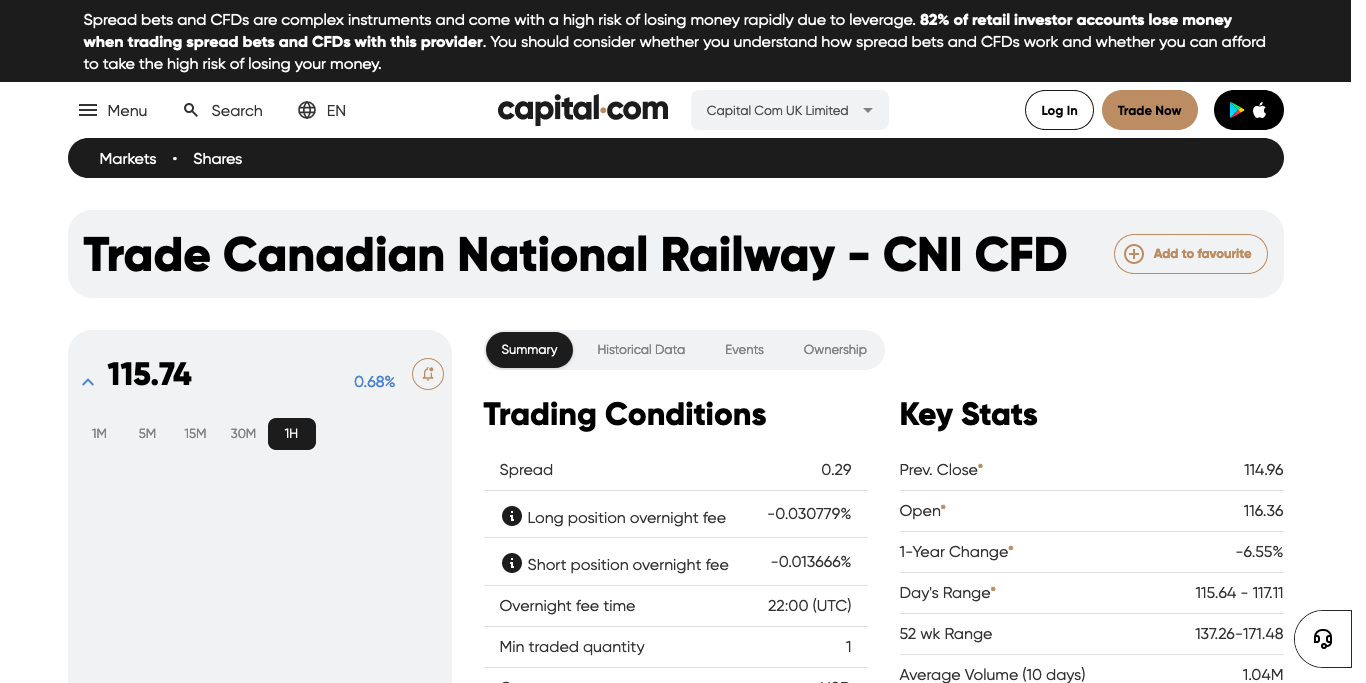 Spread bets and CFDs are complex instruments and come with a high risk of losing money rapidly due to leverage. 82% of retail investor accounts lose money
when trading spread bets and CFDs with this provider. You should consider whether you understand how spread bets and CFDs work and whether you can afford
to take the high risk of losing your money.
Menu Search EN capital.com Capital Com UK Limited Log In Trade Now
Markets • Shares
Trade Canadian National Railway - CNI CFD Add to favourite
115.74 0.68%
1M 5M 15M 30M 1H
Summary Historical Data Events Ownership
Trading Conditions
Spread 0.29
Long position overnight fee -0.030779%
Short position overnight fee -0.013666%
Overnight fee time 22:00 (UTC)
Min traded quantity 1
Key Stats
Prev. Close* 114.96
Open* 116.36
1-Year Change* -6.55%
Day's Range* 115.64 - 117.11
52 wk Range 137.26-171.48
Average Volume (10 days) 1.04M